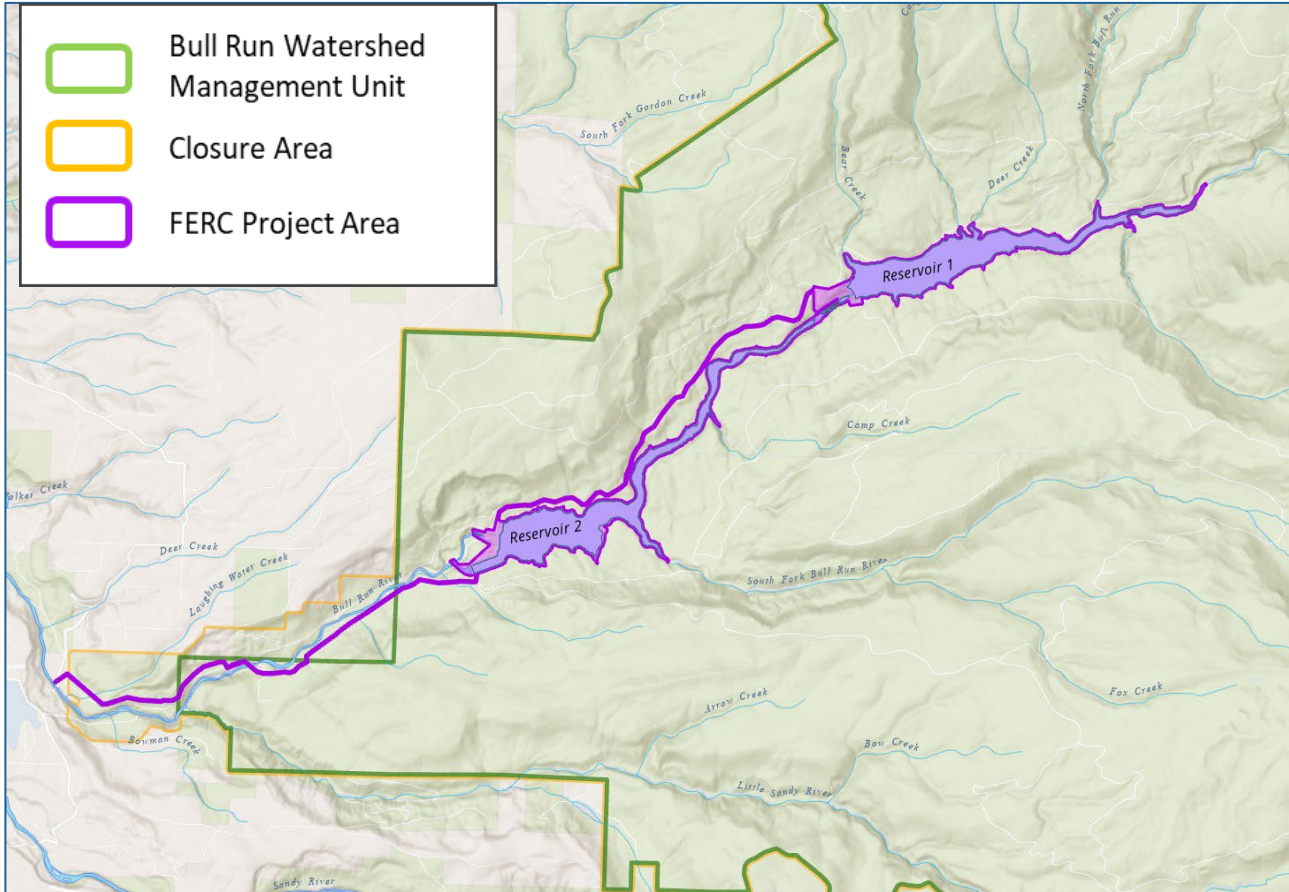 Bull Run Watershed
Management Unit
Closure Area
FERC Project Area
South Fork Gordon Creek
Bear Creek
Deer Creek
North Fork Bull Run
Reservoir 1
Camp Creek
Walker Creek
Deer Creek
Laughing Water Creek
Bull Run River
Reservoir 2
South Fork Bull Run River
Fox Creek
Arrow Creek
Bow Creek
Bowman Creek
Little Sandy River
Sandy River